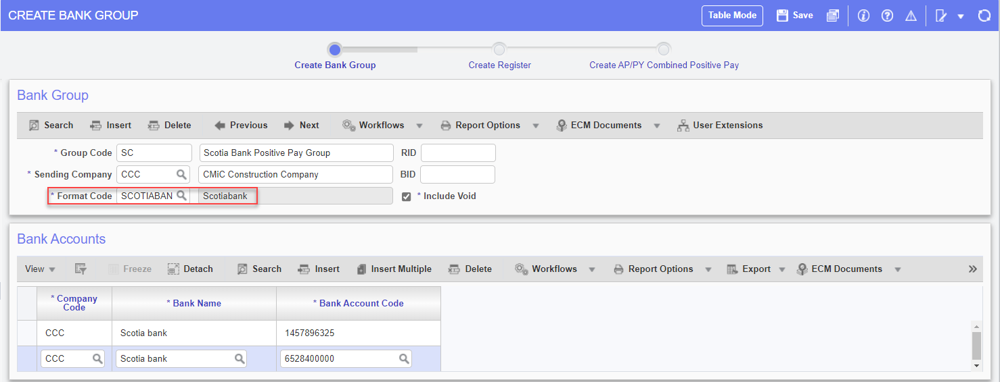 CREATE BANK GROUP Table Mode Save
Create Bank Group Create Register Create AP/PY Combined Positive Pay
Bank Group
Search Insert Delete Previous Next Workflows Report Options ECM Documents User Extensions
* Group Code SC Scotia Bank Positive Pay Group RID
* Sending Company CCC CMiC Construction Company BID
* Format Code SCOTIABAN Scotiabank * Include Void
Bank Accounts
View Freeze Detach Search Insert Insert Multiple Delete Workflows Report Options Export ECM Documents »
* Company Code * Bank Name * Bank Account Code
CCC Scotia bank 1457896325
CCC Scotia bank 6528400000